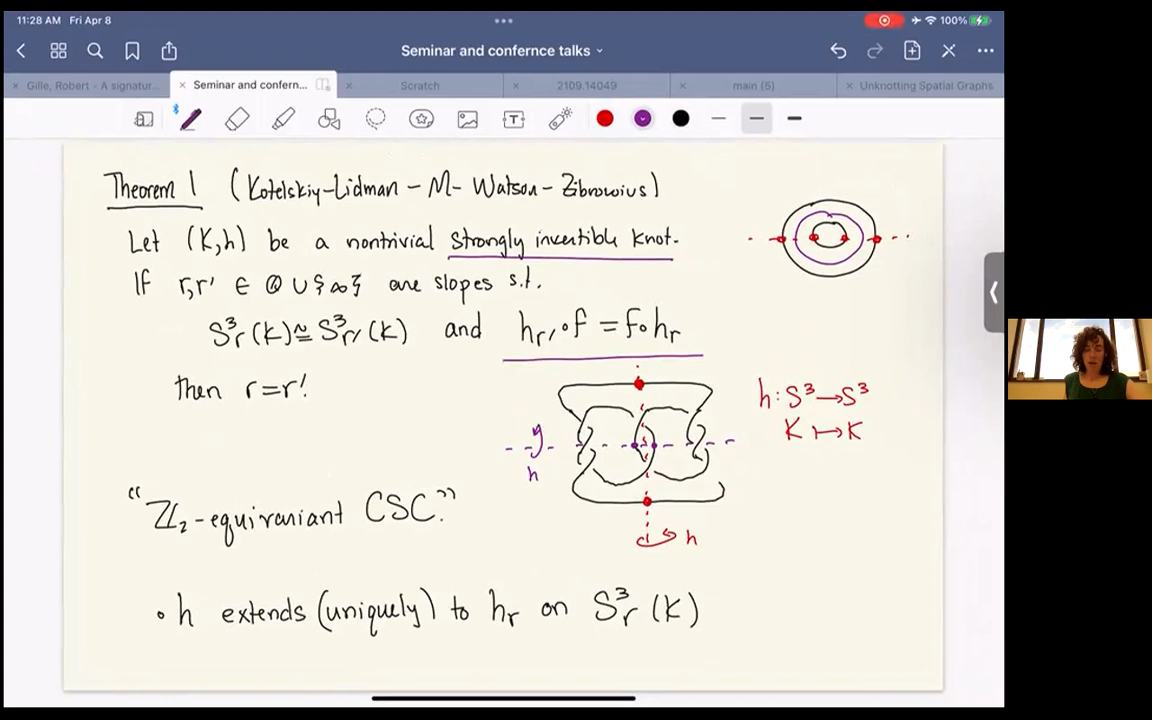 11:28 AM Fri Apr 8
100%
Seminar and confernce talks
Gille, Robert - A signatur...
Seminar and confern...
Scratch
2109.14049
main (5)
Unknotting Spatial Graphs
Theorem 1 (Kotelskiy-Lidman-M-Watson-Zibrowius)
Let (K,h) be a nontrivial strongly invertible knot.
If r,r' ∈ ℚ ∪ {∞} are slopes s.t.
S³ᵣ(K) ≅ S³ᵣ'(K) and hᵣ'∘f = f∘hᵣ
then r=r'!
h: S³→S³
K ↦ K
h
h
"ℤ₂-equivariant CSC."
• h extends (uniquely) to hᵣ on S³ᵣ(K)